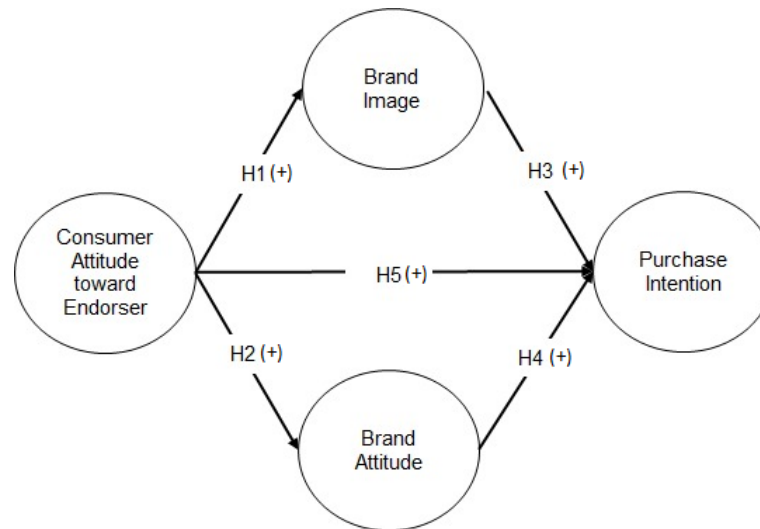 Brand
Image
H1 (+)
H3 (+)
Consumer
Attitude
toward
Endorser
H5 (+)
Purchase
Intention
H2 (+)
H4 (+)
Brand
Attitude